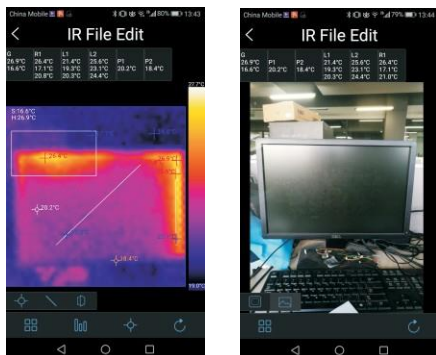 China Mobile 80% 13:43
IR File Edit
G R1 L1 L2 P1 P2
26.9°C 26.4°C 21.4°C 25.6°C 20.2°C 18.4°C
16.6°C 17.1°C 19.3°C 23.1°C
20.8°C 20.3°C 24.4°C
S:16.6°C
H:26.9°C
26.4°C
20.2°C
18.4°C
China Mobile 79% 13:44
IR File Edit
G P1 P2 L1 L2 R1
26.9°C 20.2°C 18.4°C 21.4°C 25.6°C 26.4°C
16.6°C 19.3°C 23.1°C 17.1°C
20.3°C 24.4°C 21.0°C